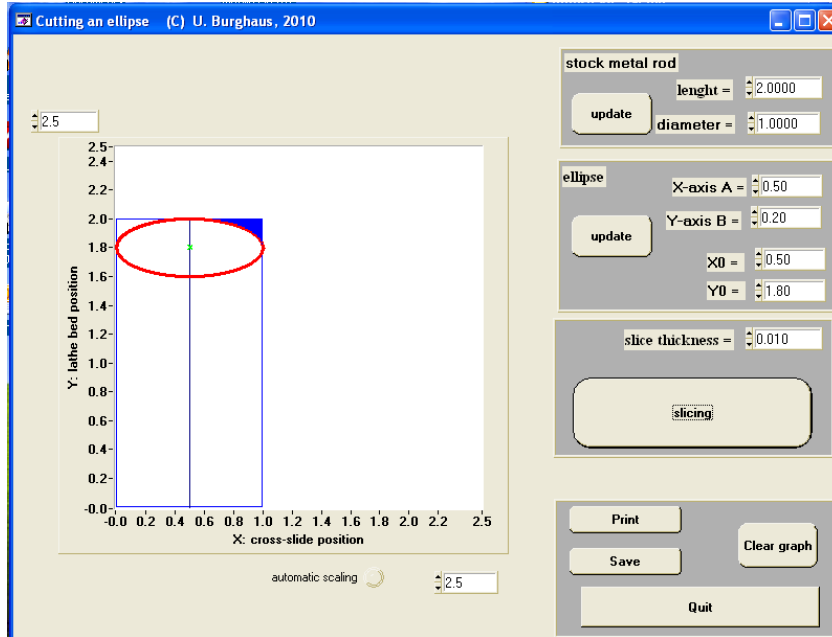 Cutting an ellipse (C) U. Burghaus, 2010
stock metal rod
lenght = 2.0000
update
diameter = 1.0000
2.5
ellipse
X-axis A = 0.50
Y-axis B = 0.20
update
X0 = 0.50
Y0 = 1.80
slice thickness = 0.010
slicing
2.5
2.4
2.2
2.0
1.8
1.6
1.4
1.2
1.0
0.8
0.6
0.4
0.2
-0.0
Y: lathe bed position
-0.0 0.2 0.4 0.6 0.8 1.0 1.2 1.4 1.6 1.8 2.0 2.2 2.5
X: cross-slide position
automatic scaling
2.5
Print
Save
Clear graph
Quit